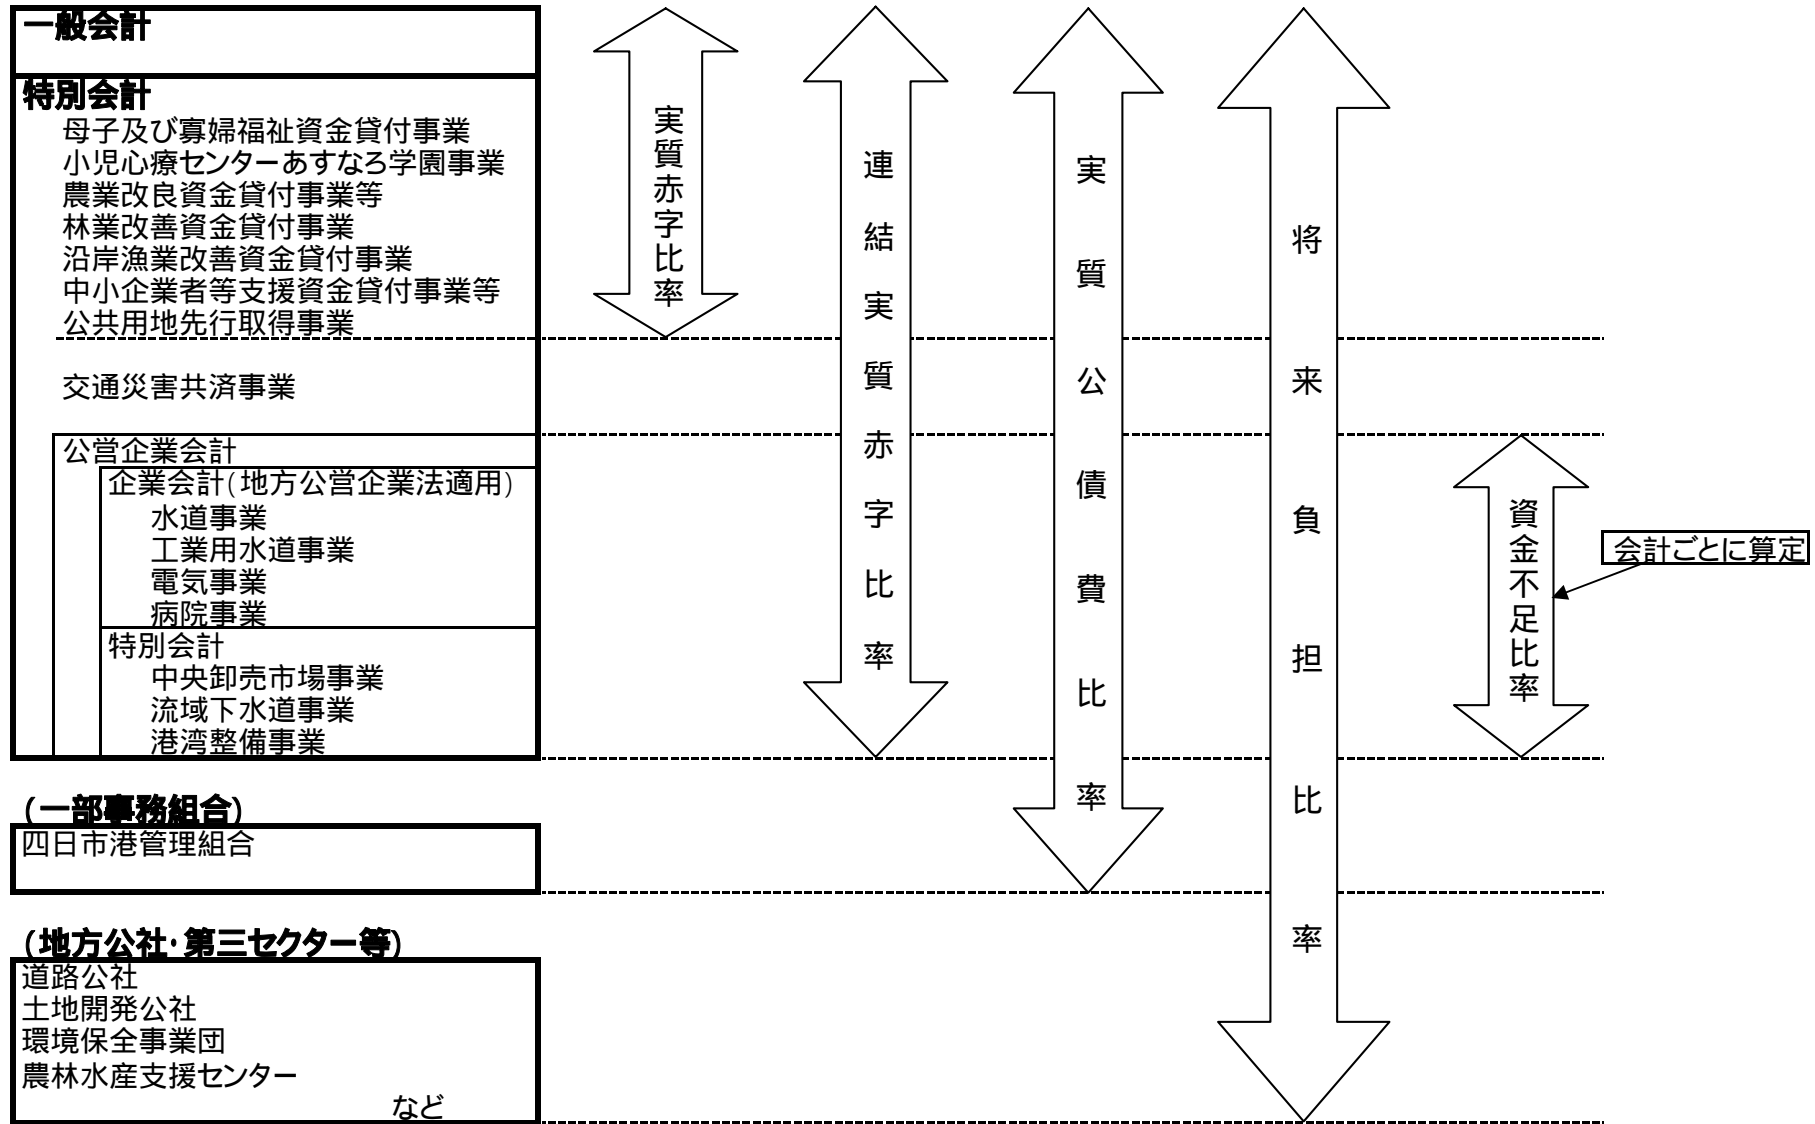 一般会計
特別会計
母子及び寡婦福祉資金貸付事業
小児心療センターあすなろ学園事業
農業改良資金貸付事業等
林業改善資金貸付事業
沿岸漁業改善資金貸付事業
中小企業者等支援資金貸付事業等
公共用地先行取得事業
交通災害共済事業
公営企業会計
企業会計(地方公営企業法適用)
水道事業
工業用水道事業
電気事業
病院事業
特別会計
中央卸売市場事業
流域下水道事業
港湾整備事業
(一部事務組合)
四日市港管理組合
(地方公社・第三セクター等)
道路公社
土地開発公社
環境保全事業団
農林水産支援センター
など
実質赤字比率
連結実質赤字比率
実質公債費比率
将来負担比率
資金不足比率
会計ごとに算定